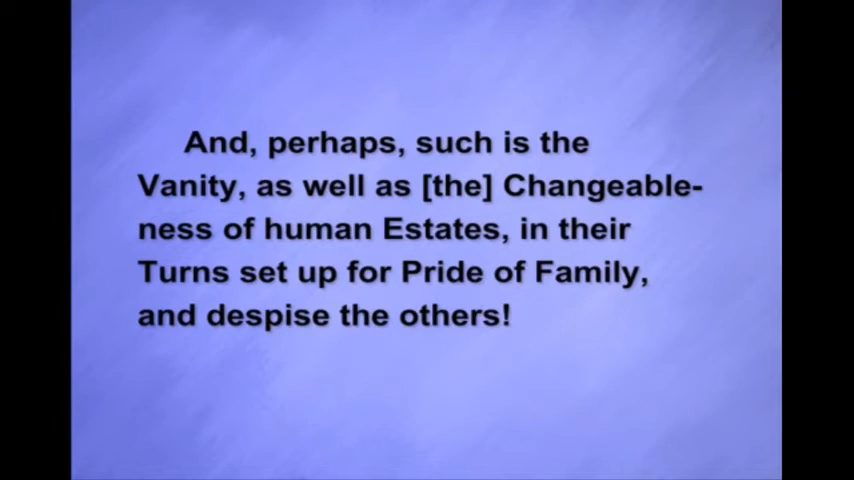 And, perhaps, such is the
Vanity, as well as [the] Changeable-
ness of human Estates, in their
Turns set up for Pride of Family,
and despise the others!